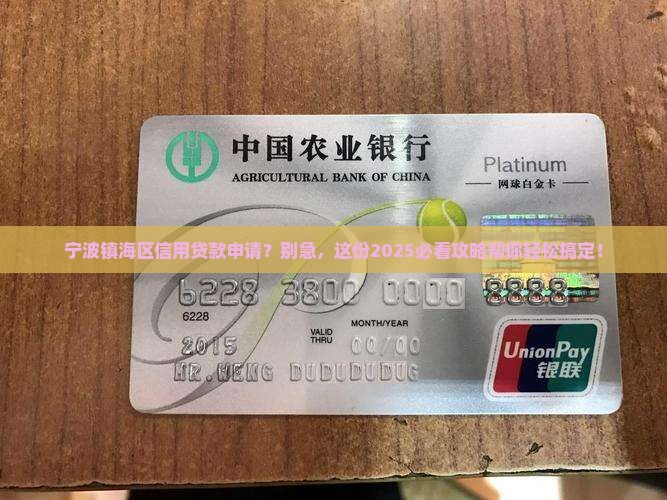 中国农业银行
AGRICULTURAL BANK OF CHINA
Platinum
网球白金卡
宁波镇海区信用贷款申请？别急，这份2025必看攻略帮你轻松搞定！
6228 3800 0000 8888
6228
MONTH/YEAR
VALID
THRU
2015 00/00
MR.WENG DUDUDUDUG
UnionPay
银联